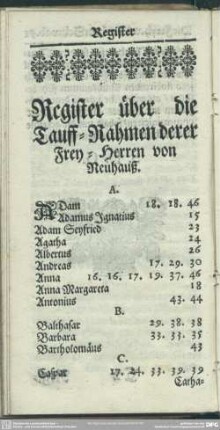 Register
Register über die
Tauff-Nahmen derer
Frey-Herren von
Neuhauß.
A.
ADam 18. 18. 46
Adamus Ignatius 15
Adam Seyfried 23
Agatha 24
Albertus 26
Andreas 17. 29. 30
Anna 16. 16. 17. 19. 37. 46
Anna Margareta 18
Antonius 43. 44
B.
Balthasar 29. 38. 38
Barbara 33. 33. 35
Bartholomäus 43
C.
Caspar 17. 24. 33. 39. 39
Catha-